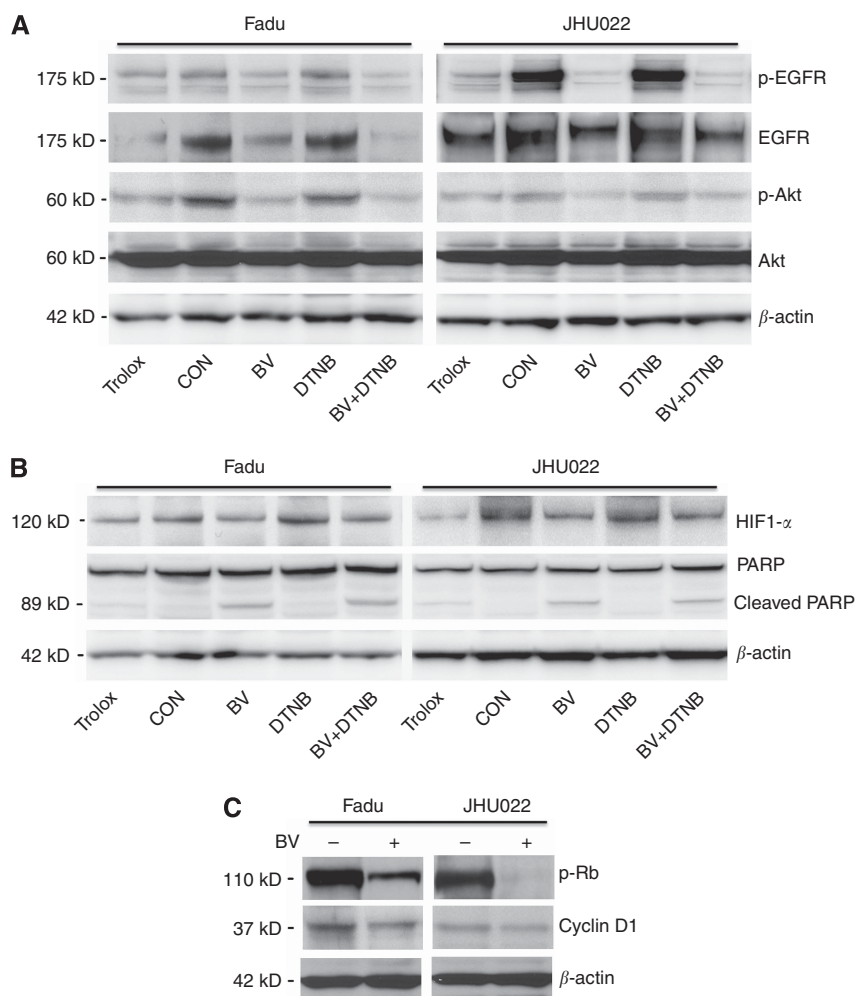 A
Fadu JHU022
175 kD - p-EGFR
175 kD - EGFR
60 kD - p-Akt
60 kD - Akt
42 kD - β-actin
Trolox CON BV DTNB BV+DTNB Trolox CON BV DTNB BV+DTNB
B
Fadu JHU022
120 kD - HIF1-α
PARP
89 kD - Cleaved PARP
42 kD - β-actin
Trolox CON BV DTNB BV+DTNB Trolox CON BV DTNB BV+DTNB
C
Fadu JHU022
BV – + – +
110 kD - p-Rb
37 kD - Cyclin D1
42 kD - β-actin